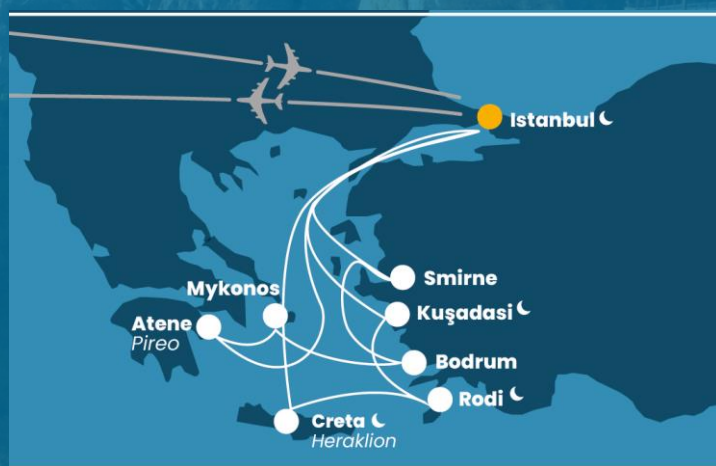 Istanbul
Smirne
Mykonos
Kuşadasi
Atene
Pireo
Bodrum
Rodi
Creta
Heraklion